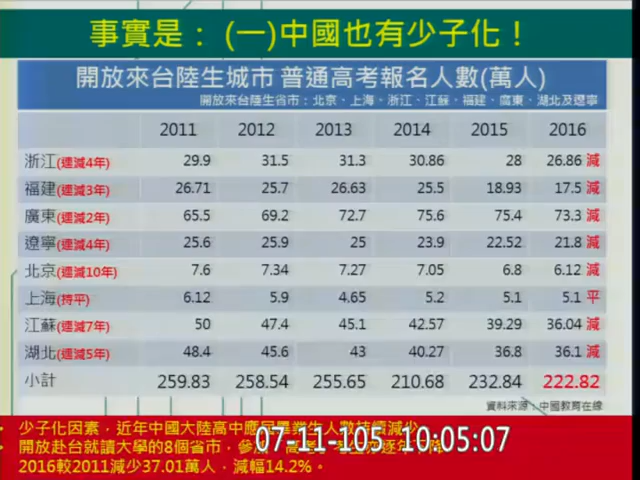 事實是：(一)中國也有少子化！
開放來台陸生城市 普通高考報名人數(萬人)
開放來台陸生省市：北京、上海、浙江、江蘇、福建、廣東、湖北及遼寧
2011 2012 2013 2014 2015 2016
浙江(連減4年) 29.9 31.5 31.3 30.86 28 26.86 減
福建(連減3年) 26.71 25.7 26.63 25.5 18.93 17.5 減
廣東(連減2年) 65.5 69.2 72.7 75.6 75.4 73.3 減
遼寧(連減4年) 25.6 25.9 25 23.9 22.52 21.8 減
北京(連減10年) 7.6 7.34 7.27 7.05 6.8 6.12 減
上海(持平) 6.12 5.9 4.65 5.2 5.1 5.1 平
江蘇(連減7年) 50 47.4 45.1 42.57 39.29 36.04 減
湖北(連減5年) 48.4 45.6 43 40.27 36.8 36.1 減
小計 259.83 258.54 255.65 210.68 232.84 222.82
資料來源：中國教育在線
少子化因素，近年中國大陸高中應屆畢業生人數持續減少。
開放赴台就讀大學的8個省市，參
07-11-105 10:05:07
2016較2011減少37.01萬人，減幅14.2%。